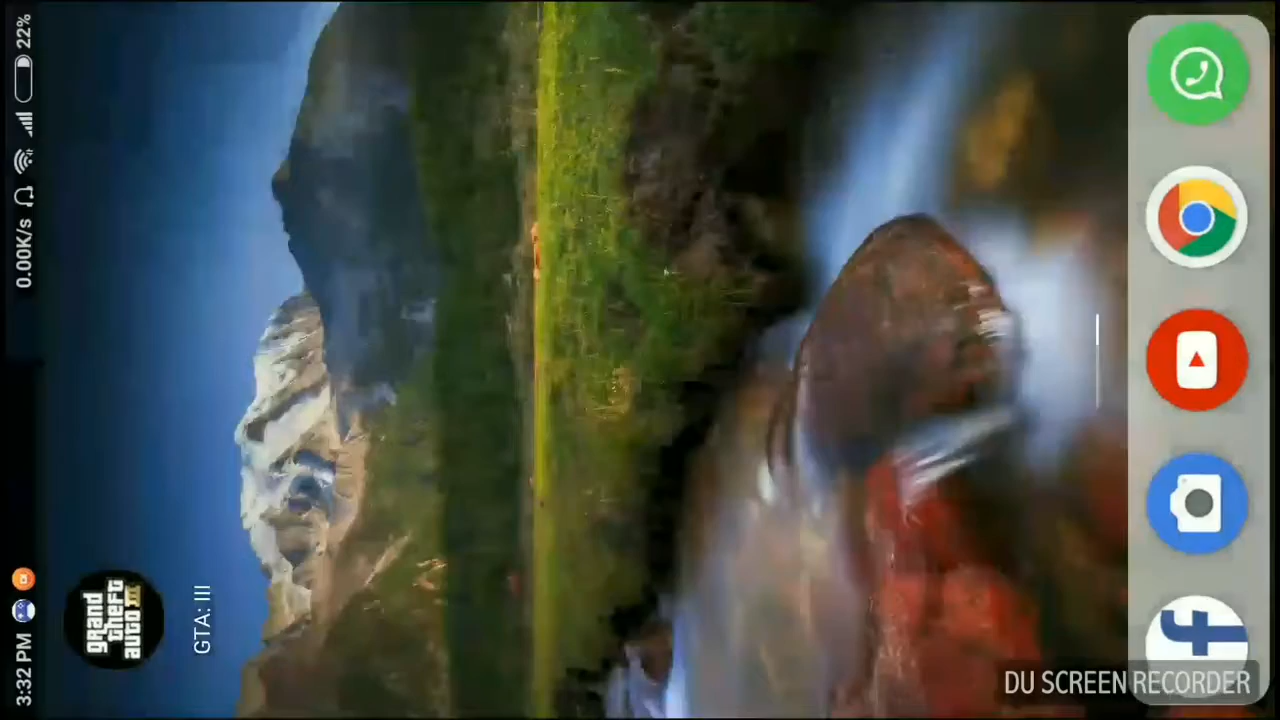 3:32 PM
0.00K/s
22%
grand
theft
auto III
GTA: III
DU SCREEN RECORDER